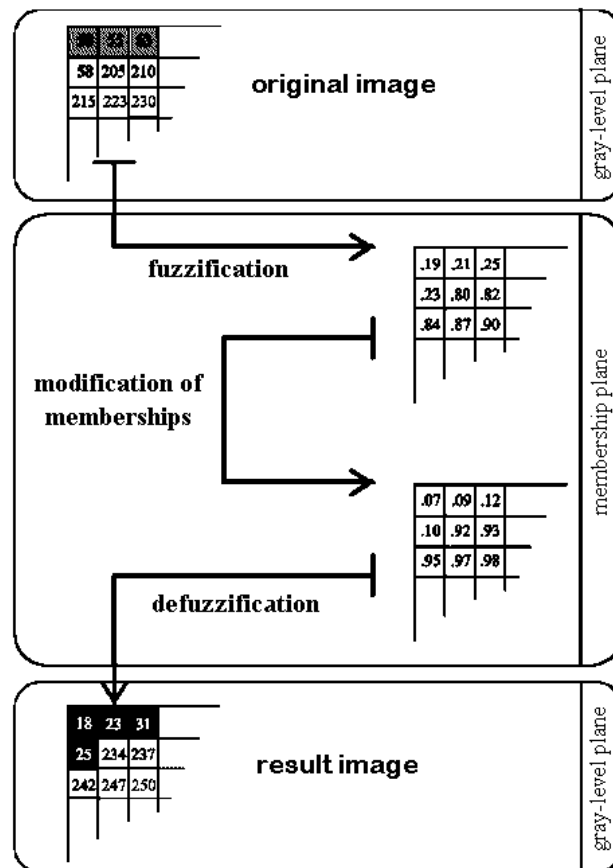 58 205 210
215 223 230
original image
gray-level plane
fuzzification
.19 .21 .25
.23 .80 .82
.84 .87 .90
modification of
memberships
membership plane
.07 .09 .12
.10 .92 .93
.95 .97 .98
defuzzification
18 23 31
25 234 237
242 247 250
result image
gray-level plane